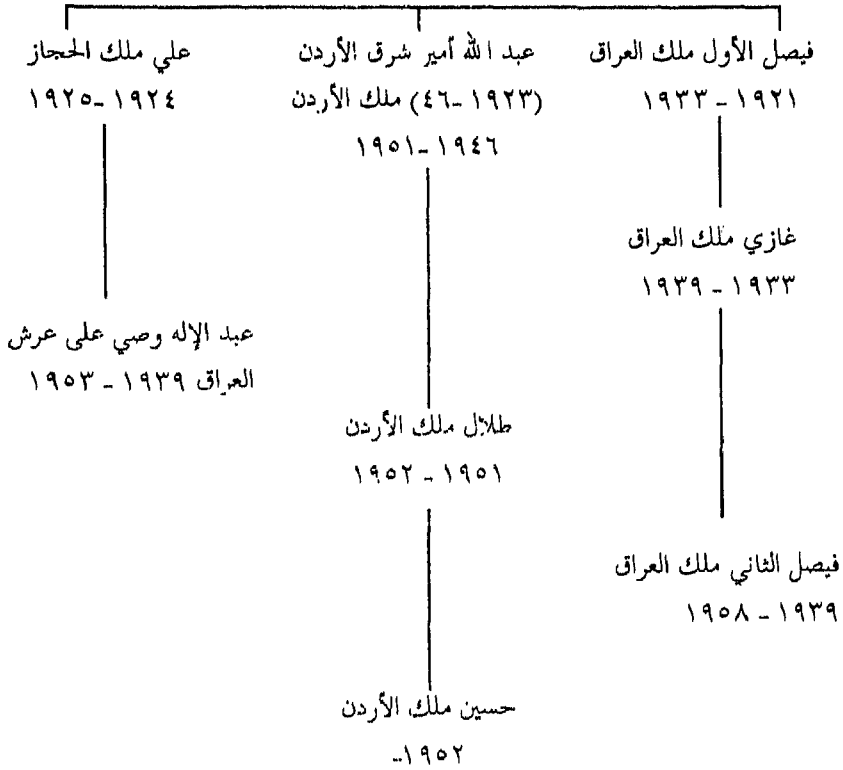 فيصل الأول ملك العراق
١٩٢١ - ١٩٣٣
غازي ملك العراق
١٩٣٣ - ١٩٣٩
فيصل الثاني ملك العراق
١٩٣٩ - ١٩٥٨
عبد الله أمير شرق الأردن
(١٩٢٣ -٤٦) ملك الأردن
١٩٤٦ - ١٩٥١
طلال ملك الأردن
١٩٥١ - ١٩٥٢
حسين ملك الأردن
١٩٥٢-
علي ملك الحجاز
١٩٢٤ -١٩٢٥
عبد الإله وصي على عرش
العراق ١٩٣٩ - ١٩٥٣